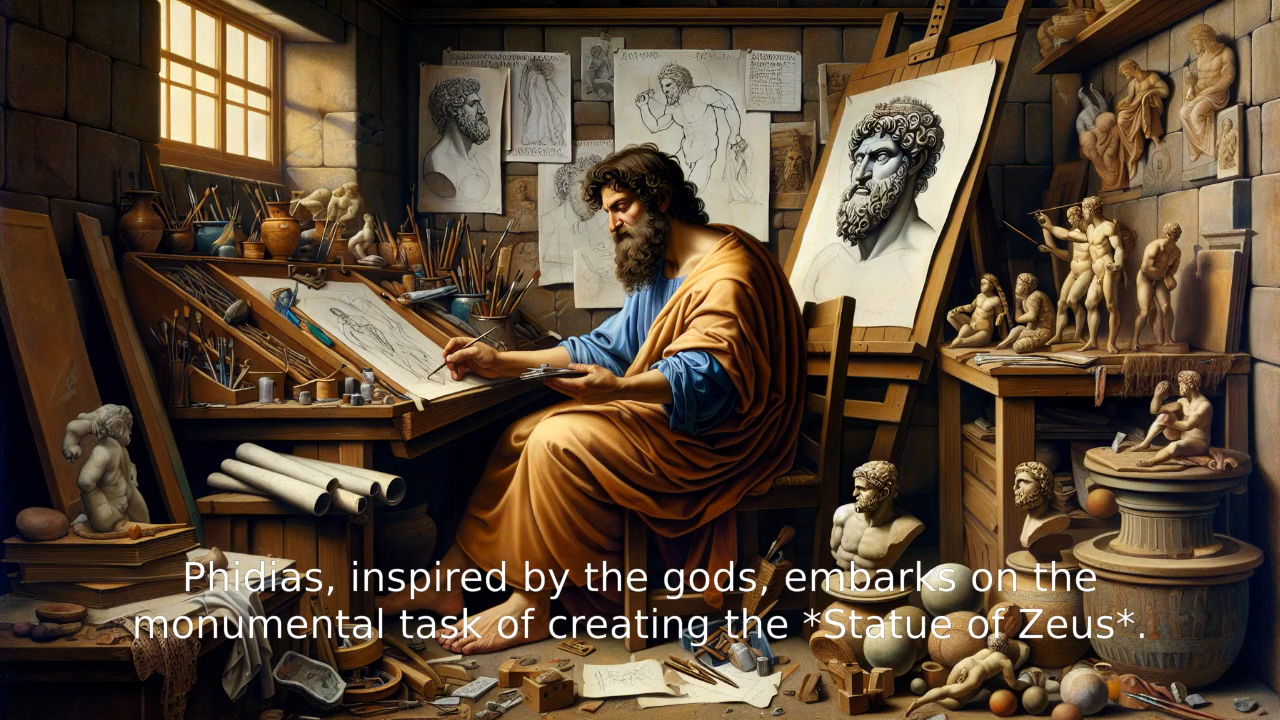 Phidias, inspired by the gods, embarks on the
monumental task of creating the *Statue of Zeus*.